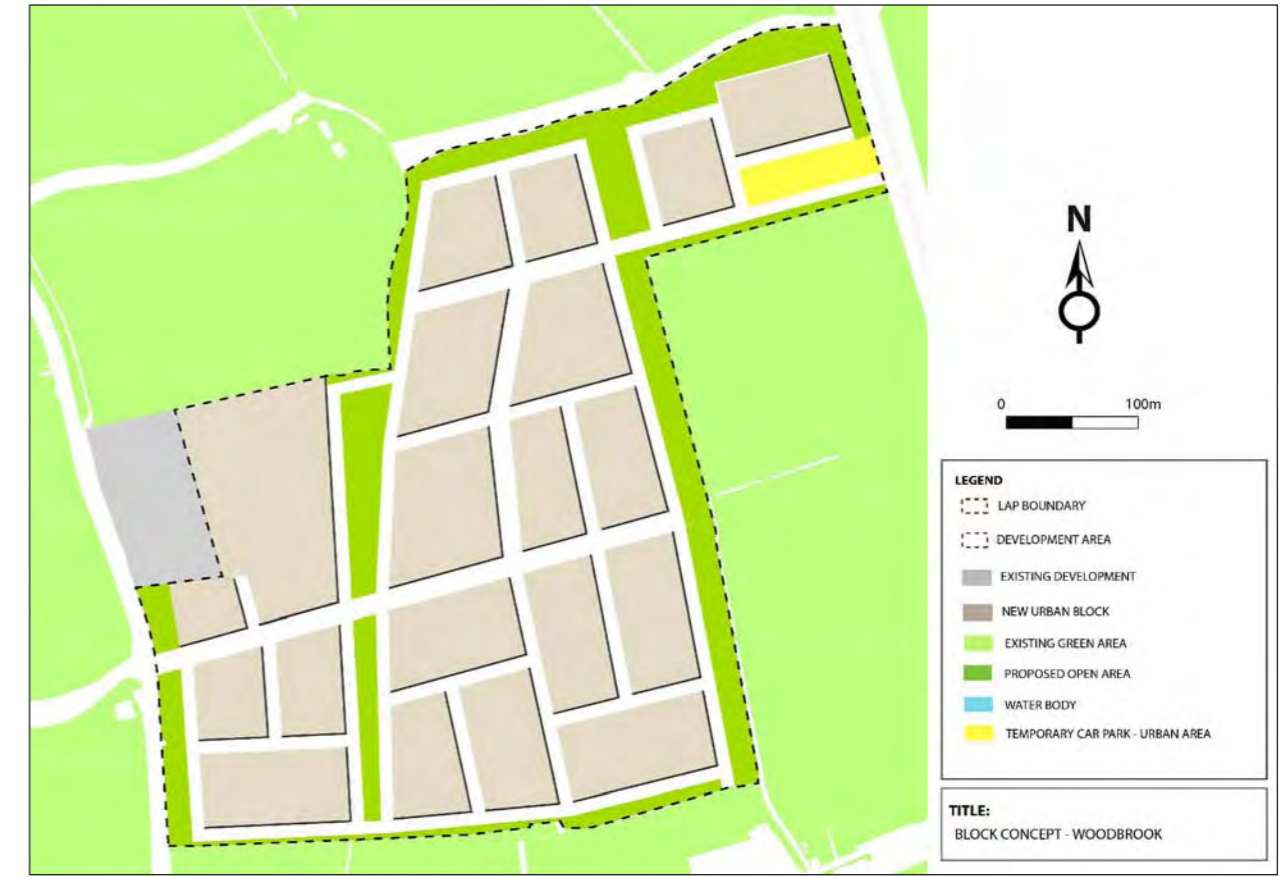 N
0 100m
LEGEND
LAP BOUNDARY
DEVELOPMENT AREA
EXISTING DEVELOPMENT
NEW URBAN BLOCK
EXISTING GREEN AREA
PROPOSED OPEN AREA
WATER BODY
TEMPORARY CAR PARK - URBAN AREA
TITLE:
BLOCK CONCEPT - WOODBROOK